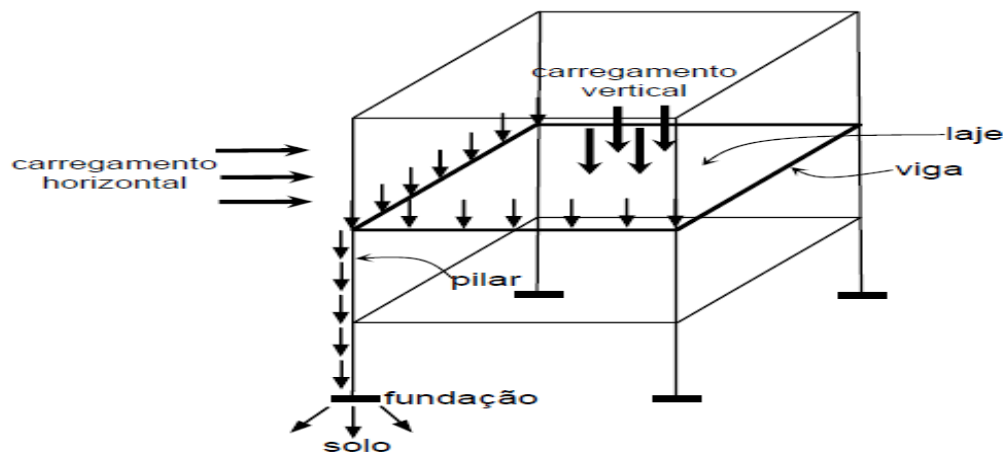 carregamento
vertical
carregamento
horizontal
laje
viga
pilar
fundação
solo